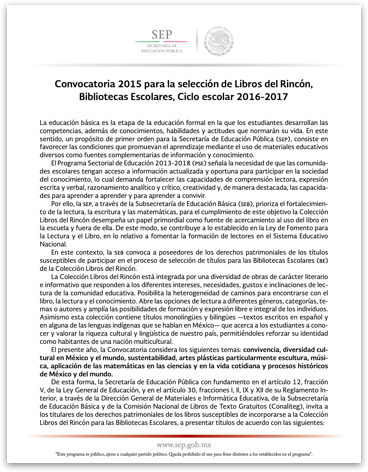 SEP
SECRETARÍA DE
EDUCACIÓN PÚBLICA
Convocatoria 2015 para la selección de Libros del Rincón,
Bibliotecas Escolares, Ciclo escolar 2016–2017
La educación básica es la etapa de la educación formal en la que los estudiantes desarrollan las
competencias, además de conocimientos, habilidades y actitudes que normarán su vida. En este
sentido, un propósito de primer orden para la Secretaría de Educación Pública (SEP), consiste en
favorecer las condiciones que promuevan el aprendizaje mediante el uso de materiales educativos
diversos como fuentes complementarias de información y conocimiento.
El Programa Sectorial de Educación 2013-2018 (PSE) señala la necesidad de que las comunida-
des escolares tengan acceso a información actualizada y oportuna para participar en la sociedad
del conocimiento, lo cual demanda fortalecer las capacidades de comprensión lectora, expresión
escrita y verbal, razonamiento analítico y crítico, creatividad y, de manera destacada, las capacida-
des para aprender a aprender y para aprender a convivir.
Por ello, la SEP, a través de la Subsecretaría de Educación Básica (SEB), prioriza el fortalecimien-
to de la lectura, la escritura y las matemáticas, para el cumplimiento de este objetivo la Colección
Libros del Rincón desempeña un papel primordial como fuente de acercamiento al uso del libro en
la escuela y fuera de ella. De este modo, se contribuye a lo establecido en la Ley de Fomento para
la Lectura y el Libro, en lo relativo a fomentar la formación de lectores en el Sistema Educativo
Nacional.
En este contexto, la SEB convoca a poseedores de los derechos patrimoniales de los títulos
susceptibles de participar en el proceso de selección de títulos para las Bibliotecas Escolares (BE)
de la Colección Libros del Rincón.
La Colección Libros del Rincón está integrada por una diversidad de obras de carácter literario
e informativo que responden a los diferentes intereses, necesidades, gustos e inclinaciones de lec-
tura de la comunidad educativa. Posibilita la heterogeneidad de caminos para encontrarse con el
libro, la lectura y el conocimiento. Abre las opciones de lectura a diferentes géneros, categorías, te-
mas o autores y amplía las posibilidades de formación y expresión libre e integral de los individuos.
Asimismo esta colección contiene títulos monolingües y bilingües —textos escritos en español y
en alguna de las lenguas indígenas que se hablan en México— que acerca a los estudiantes a cono-
cer y valorar la riqueza cultural y lingüística de nuestro país, permitiéndoles reforzar su identidad
como habitantes de una nación multicultural.
El presente año, la Convocatoria considera los siguientes temas: convivencia, diversidad cul-
tural en México y el mundo, sustentabilidad, artes plásticas particularmente escultura, músi-
ca, aplicación de las matemáticas en las ciencias y en la vida cotidiana y procesos históricos
de México y del mundo.
De esta forma, la Secretaría de Educación Pública con fundamento en el artículo 12, fracción
V, de la Ley General de Educación, y en el artículo 30, fracciones I, II, IX y XII de su Reglamento In-
terior, a través de la Dirección General de Materiales e Informática Educativa, de la Subsecretaría
de Educación Básica y de la Comisión Nacional de Libros de Texto Gratuitos (Conaliteg), invita a
los titulares de los derechos patrimoniales de los libros susceptibles de incorporarse a la Colección
Libros del Rincón para las Bibliotecas Escolares, a presentar títulos de acuerdo con las siguientes:
www.sep.gob.mx
"Este programa es público, ajeno a cualquier partido político. Queda prohibido el uso para fines distintos a los establecidos en el programa".